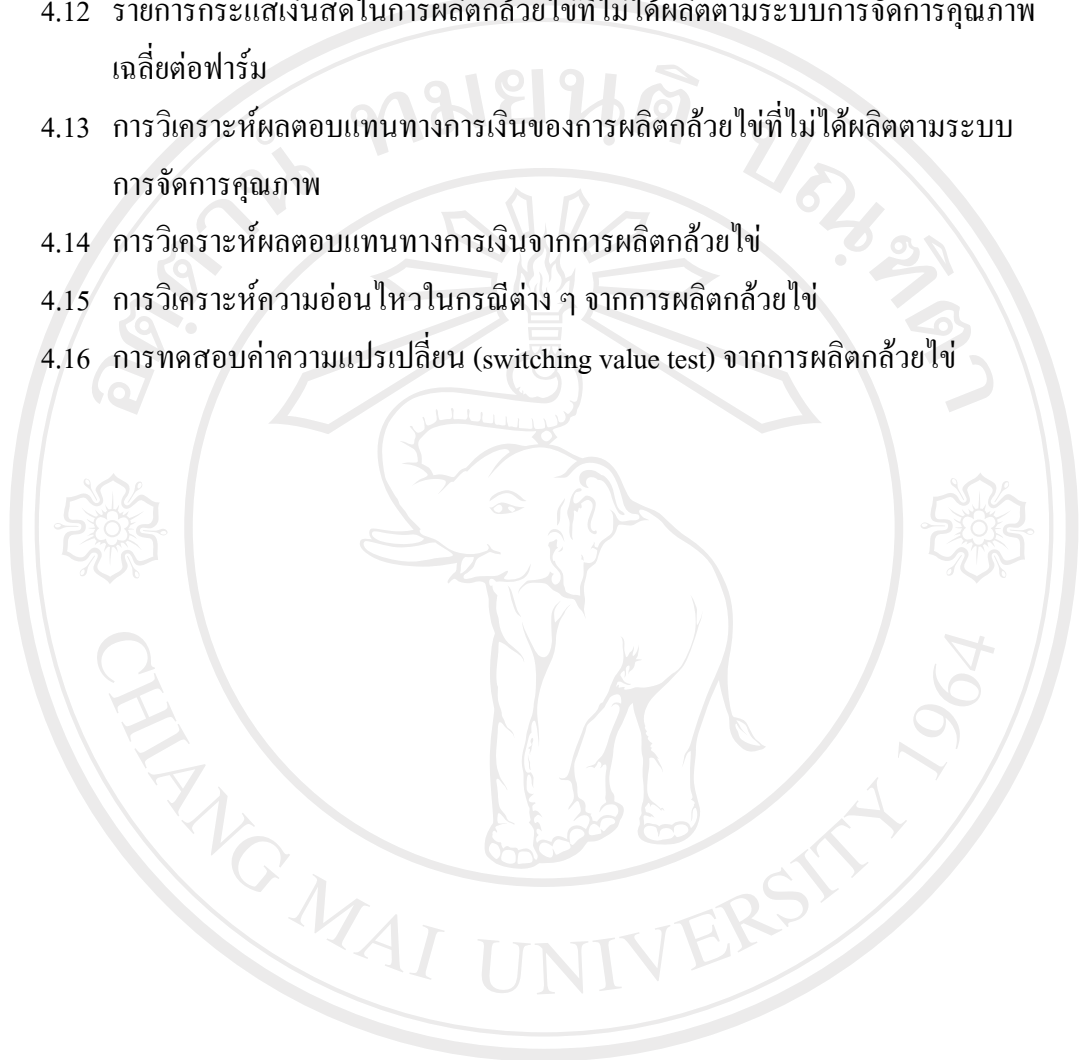 4.12 รายการกระแสเงินสดในการผลิตกล้วยไข่ที่ไม่ได้ผลิตตามระบบการจัดการคุณภาพ
เฉลี่ยต่อฟาร์ม
4.13 การวิเคราะห์ผลตอบแทนทางการเงินของการผลิตกล้วยไข่ที่ไม่ได้ผลิตตามระบบ
การจัดการคุณภาพ
4.14 การวิเคราะห์ผลตอบแทนทางการเงินจากการผลิตกล้วยไข่
4.15 การวิเคราะห์ความอ่อนไหวในกรณีต่าง ๆ จากการผลิตกล้วยไข่
4.16 การทดสอบค่าความแปรเปลี่ยน (switching value test) จากการผลิตกล้วยไข่
CHIANG MAI UNIVERSITY 1964